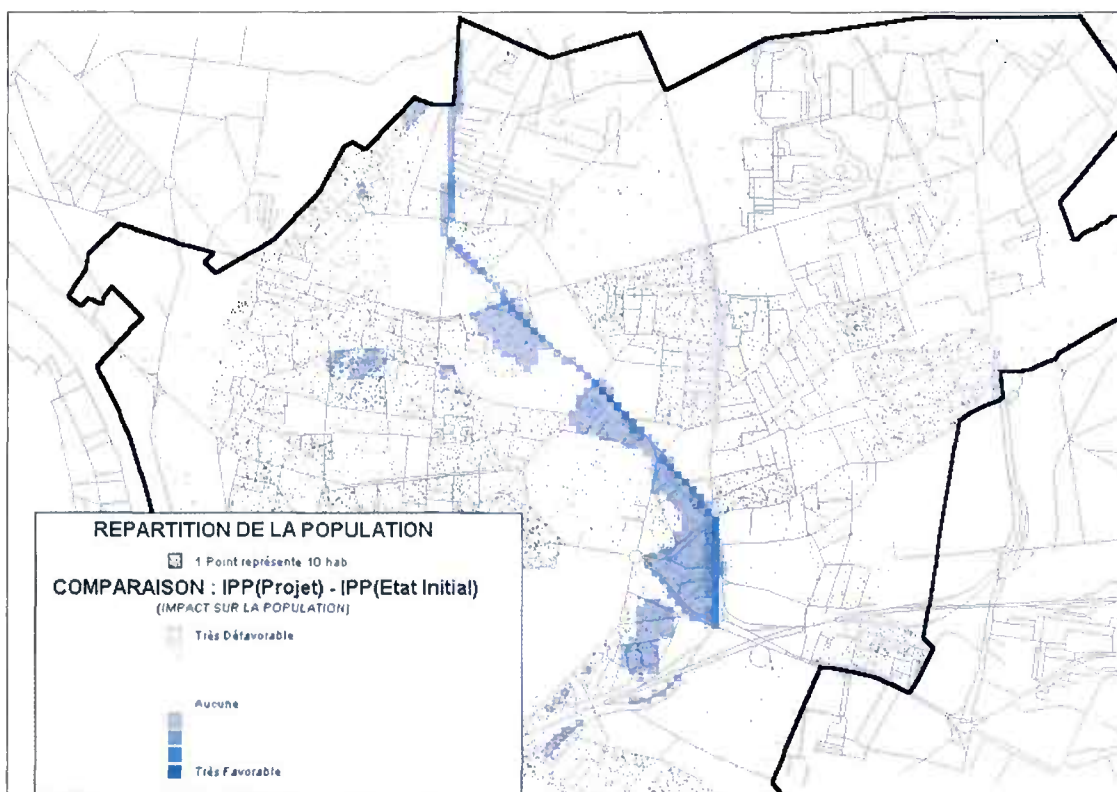 REPARTITION DE LA POPULATION
1 Point représente 10 hab
COMPARAISON : IPP(Projet) - IPP(Etat Initial)
(IMPACT SUR LA POPULATION)
Très Défavorable
Aucune
Très Favorable